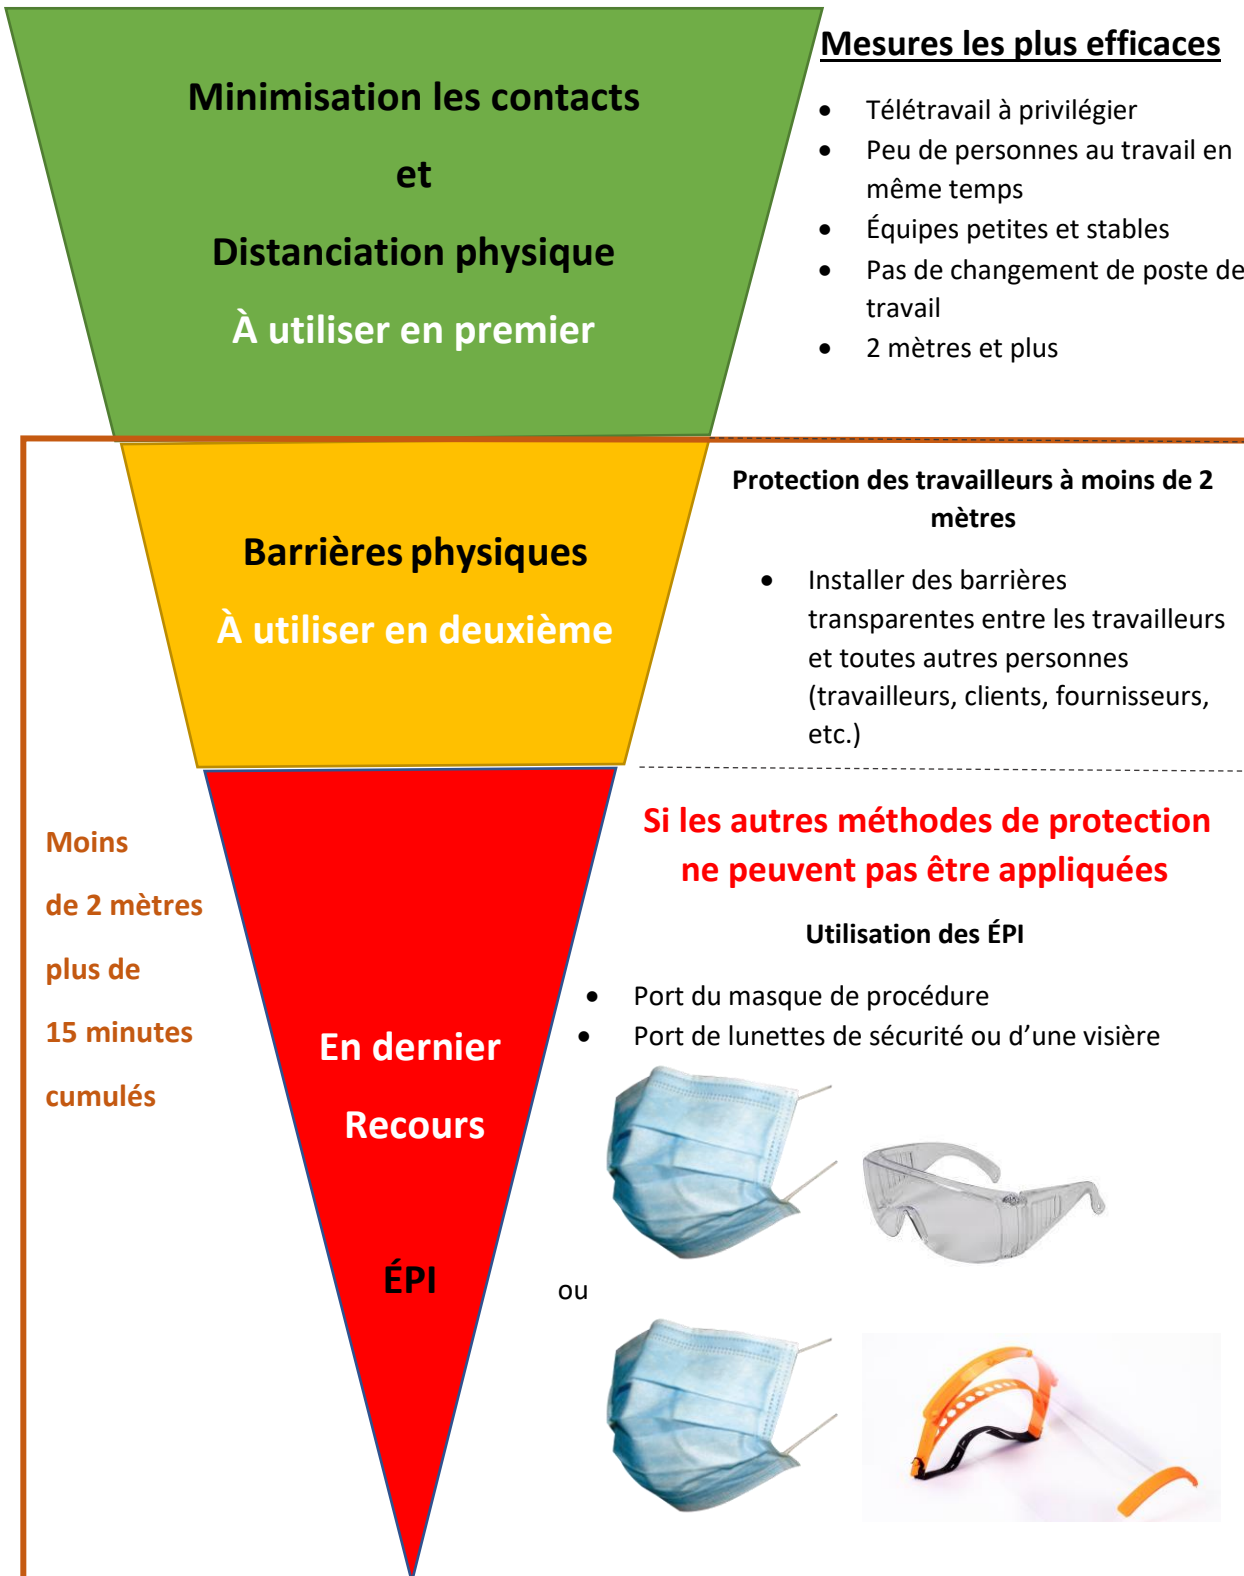 Minimisation les contacts
et
Distanciation physique
À utiliser en premier
Mesures les plus efficaces
• Télétravail à privilégier
• Peu de personnes au travail en
même temps
• Équipes petites et stables
• Pas de changement de poste de
travail
• 2 mètres et plus
Barrières physiques
À utiliser en deuxième
Protection des travailleurs à moins de 2
mètres
• Installer des barrières
transparentes entre les travailleurs
et toutes autres personnes
(travailleurs, clients, fournisseurs,
etc.)
Moins
de 2 mètres
plus de
15 minutes
cumulés
En dernier
Recours
ÉPI
Si les autres méthodes de protection
ne peuvent pas être appliquées
Utilisation des ÉPI
• Port du masque de procédure
• Port de lunettes de sécurité ou d’une visière
ou